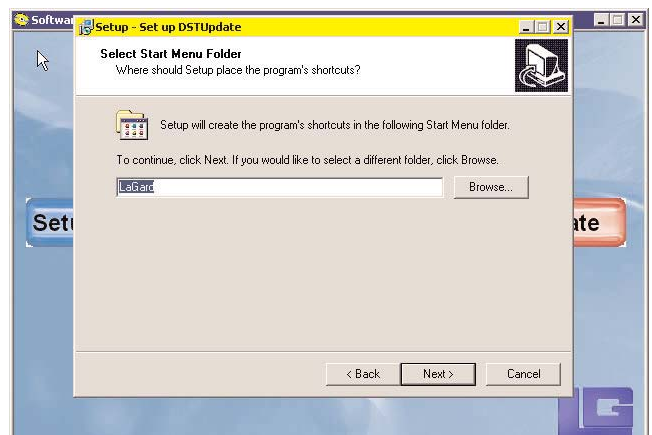 Softwar
Setup - Set up DSTUpdate
Select Start Menu Folder
Where should Setup place the program's shortcuts?
Setup will create the program's shortcuts in the following Start Menu folder.
To continue, click Next. If you would like to select a different folder, click Browse.
LaGard
Browse...
Setu
ate
< Back
Next >
Cancel
LG